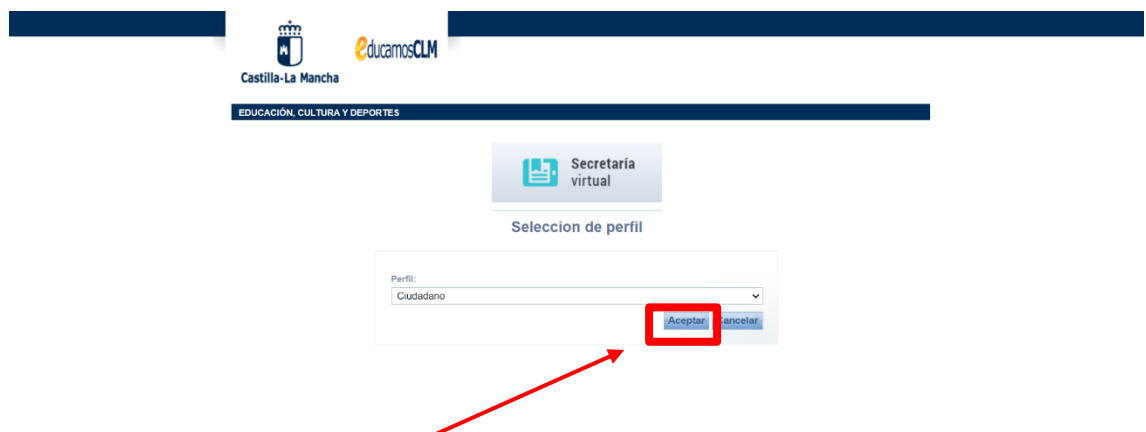 educamosCLM
Castilla-La Mancha
EDUCACIÓN, CULTURA Y DEPORTES
Secretaría
virtual
Seleccion de perfil
Perfil:
Ciudadano
Aceptar Cancelar